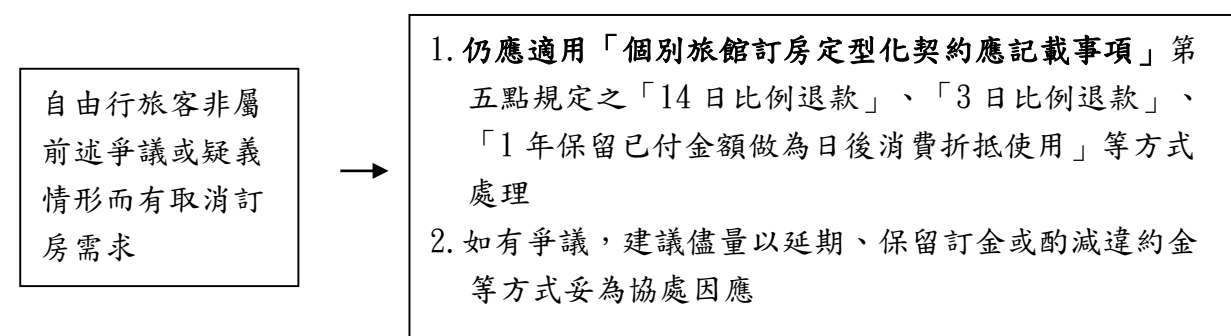 自由行旅客非屬
前述爭議或疑義
情形而有取消訂
房需求
1.仍應適用「個別旅館訂房定型化契約應記載事項」第
五點規定之「14日比例退款」、「3日比例退款」、
「1年保留已付金額做為日後消費折抵使用」等方式
處理
2.如有爭議，建議儘量以延期、保留訂金或酌減違約金
等方式妥為協處因應